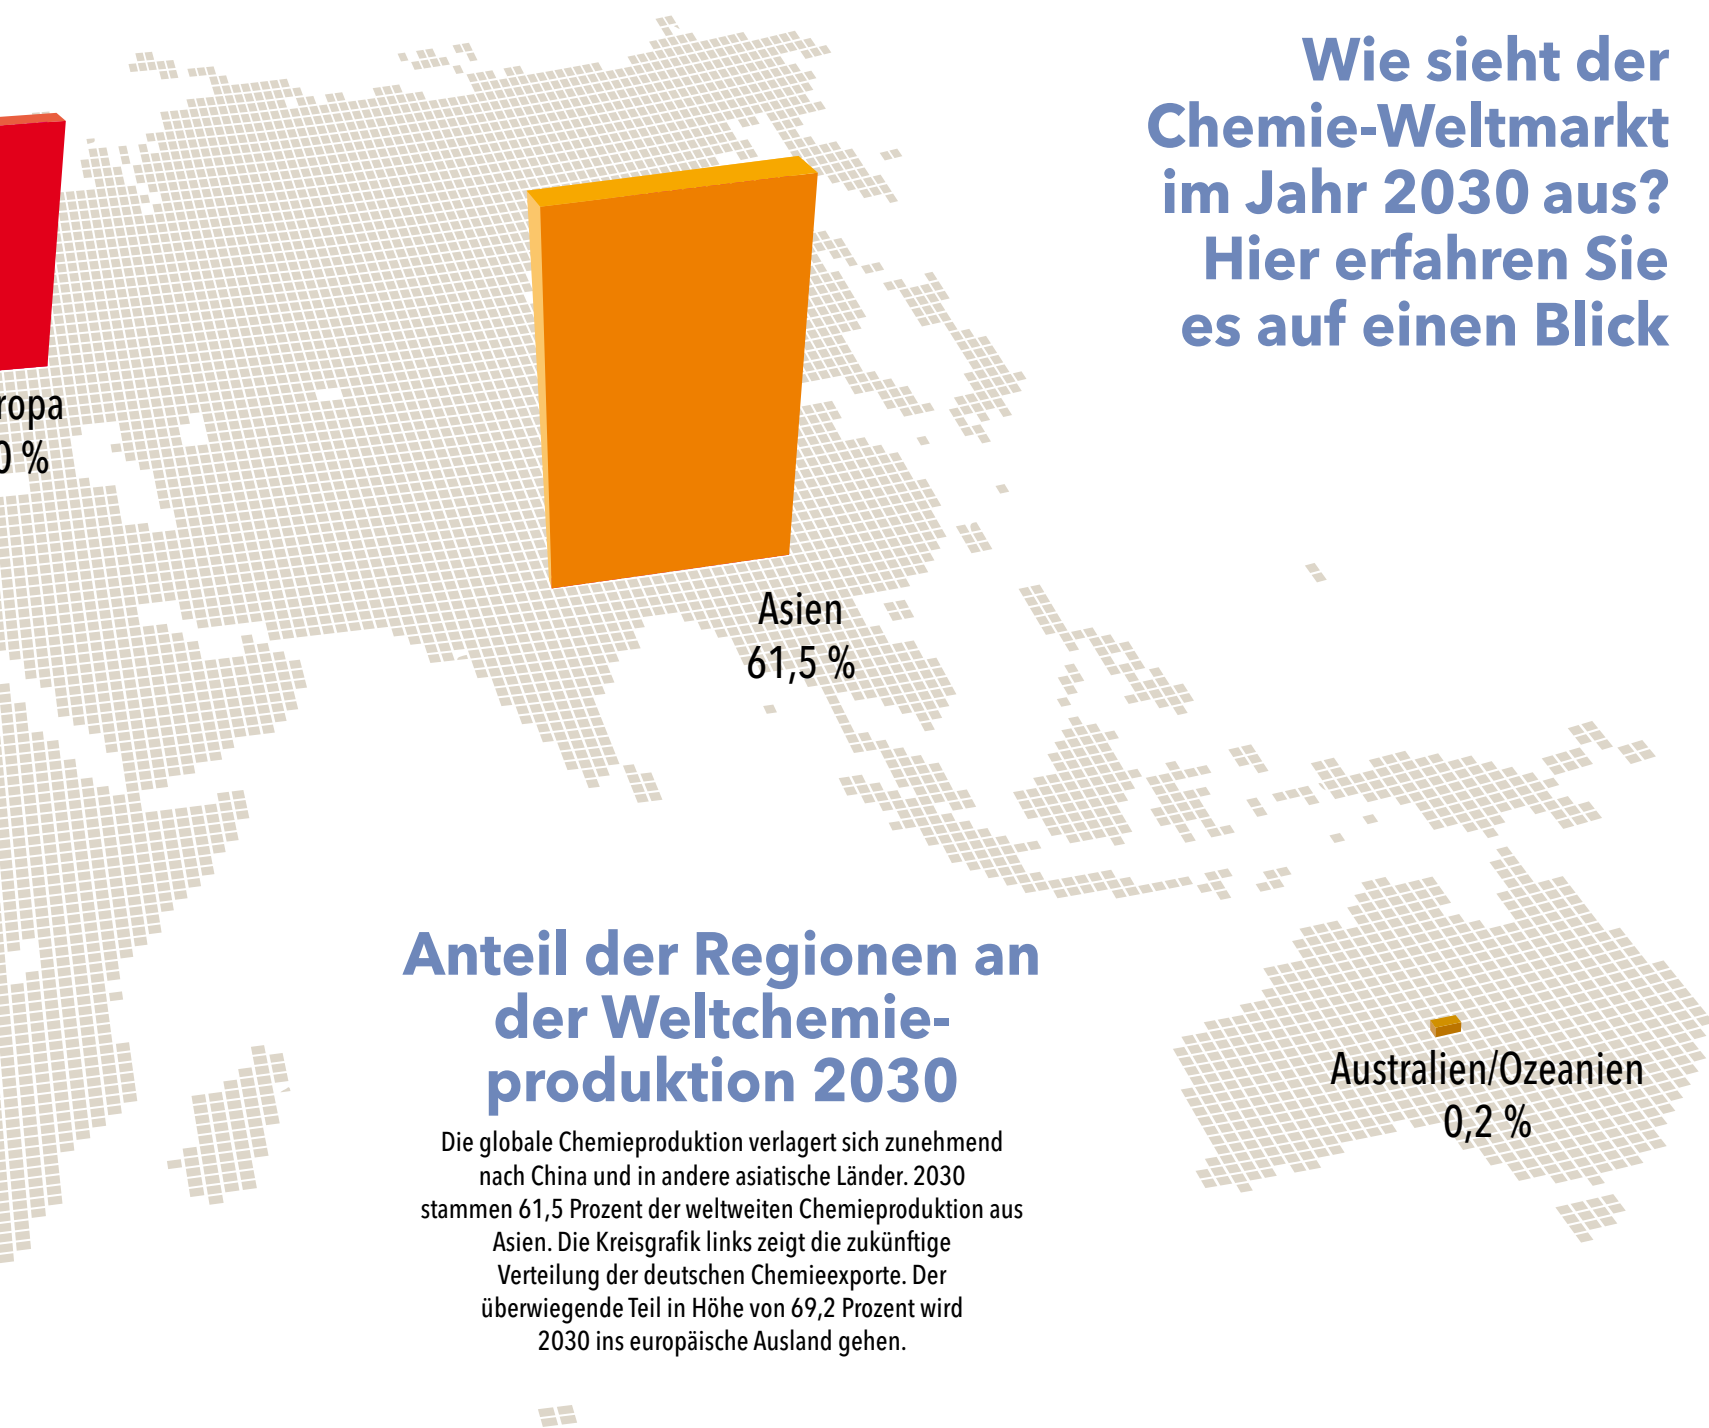 Wie sieht der
Chemie-Weltmarkt
im Jahr 2030 aus?
Hier erfahren Sie
es auf einen Blick
ropa
0 %
Asien
61,5 %
Anteil der Regionen an
der Weltchemie-
produktion 2030
Die globale Chemieproduktion verlagert sich zunehmend
nach China und in andere asiatische Länder. 2030
stammen 61,5 Prozent der weltweiten Chemieproduktion aus
Asien. Die Kreisgrafik links zeigt die zukünftige
Verteilung der deutschen Chemieexporte. Der
überwiegende Teil in Höhe von 69,2 Prozent wird
2030 ins europäische Ausland gehen.
Australien/Ozeanien
0,2 %